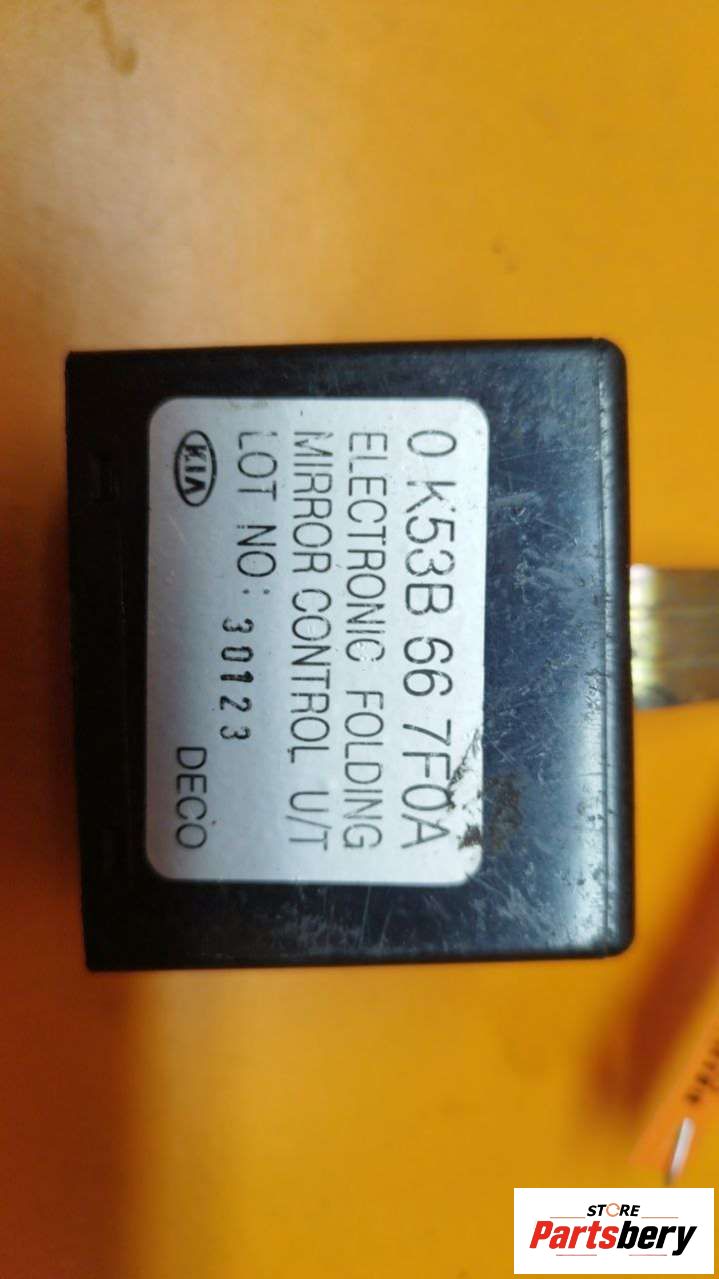 0 K53B 66 7F0A
ELECTRONIC FOLDING
MIRROR CONTROL U/T
LOT NO: 30123
KIA
DECO
STORE
Partsbery